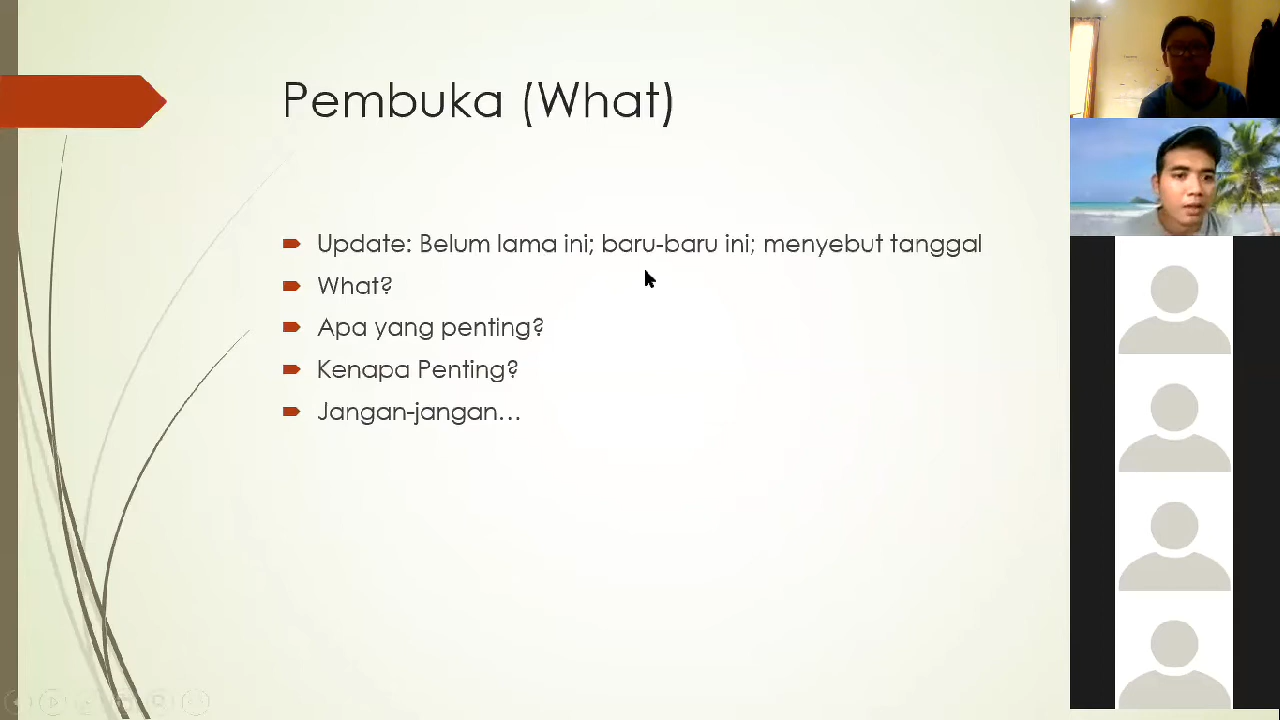 Pembuka (What)
Update: Belum lama ini; baru-baru ini; menyebut tanggal
What?
Apa yang penting?
Kenapa Penting?
Jangan-jangan…